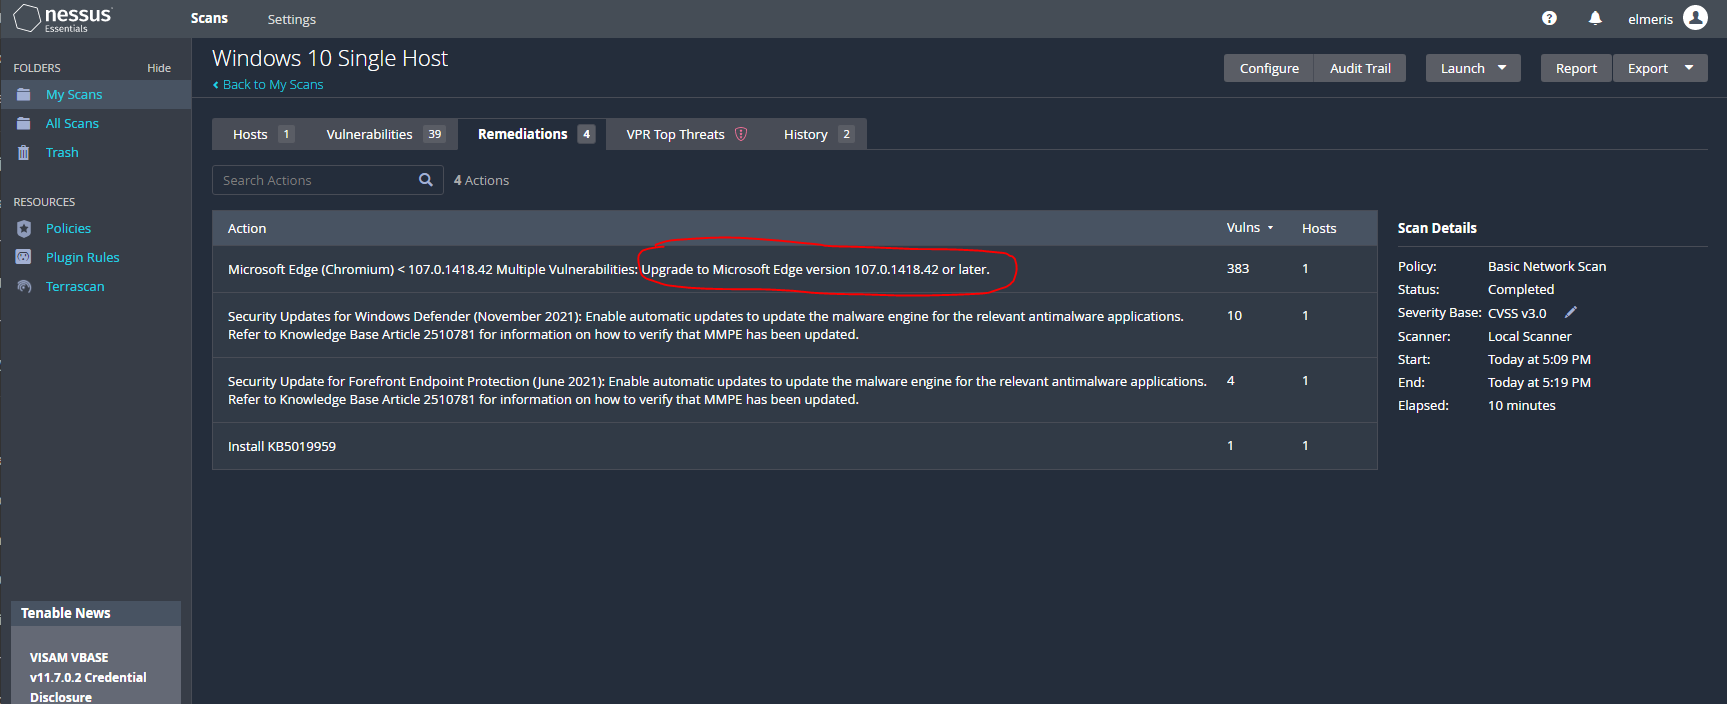 nessus
Essentials
Scans
Settings
?
elmeris
FOLDERS
Hide
My Scans
All Scans
Trash
RESOURCES
Policies
Plugin Rules
Terrascan
Tenable News
VISAM VBASE
v11.7.0.2 Credential
Disclosure
Windows 10 Single Host
Back to My Scans
Configure
Audit Trail
Launch
Report
Export
Hosts 1
Vulnerabilities 39
Remediations 4
VPR Top Threats
History 2
Search Actions
4 Actions
Action Vulns Hosts
Microsoft Edge (Chromium) < 107.0.1418.42 Multiple Vulnerabilities: Upgrade to Microsoft Edge version 107.0.1418.42 or later. 383 1
Security Updates for Windows Defender (November 2021): Enable automatic updates to update the malware engine for the relevant antimalware applications. 10 1
Refer to Knowledge Base Article 2510781 for information on how to verify that MMPE has been updated.
Security Update for Forefront Endpoint Protection (June 2021): Enable automatic updates to update the malware engine for the relevant antimalware applications. 4 1
Refer to Knowledge Base Article 2510781 for information on how to verify that MMPE has been updated.
Install KB5019959 1 1
Scan Details
Policy: Basic Network Scan
Status: Completed
Severity Base: CVSS v3.0
Scanner: Local Scanner
Start: Today at 5:09 PM
End: Today at 5:19 PM
Elapsed: 10 minutes